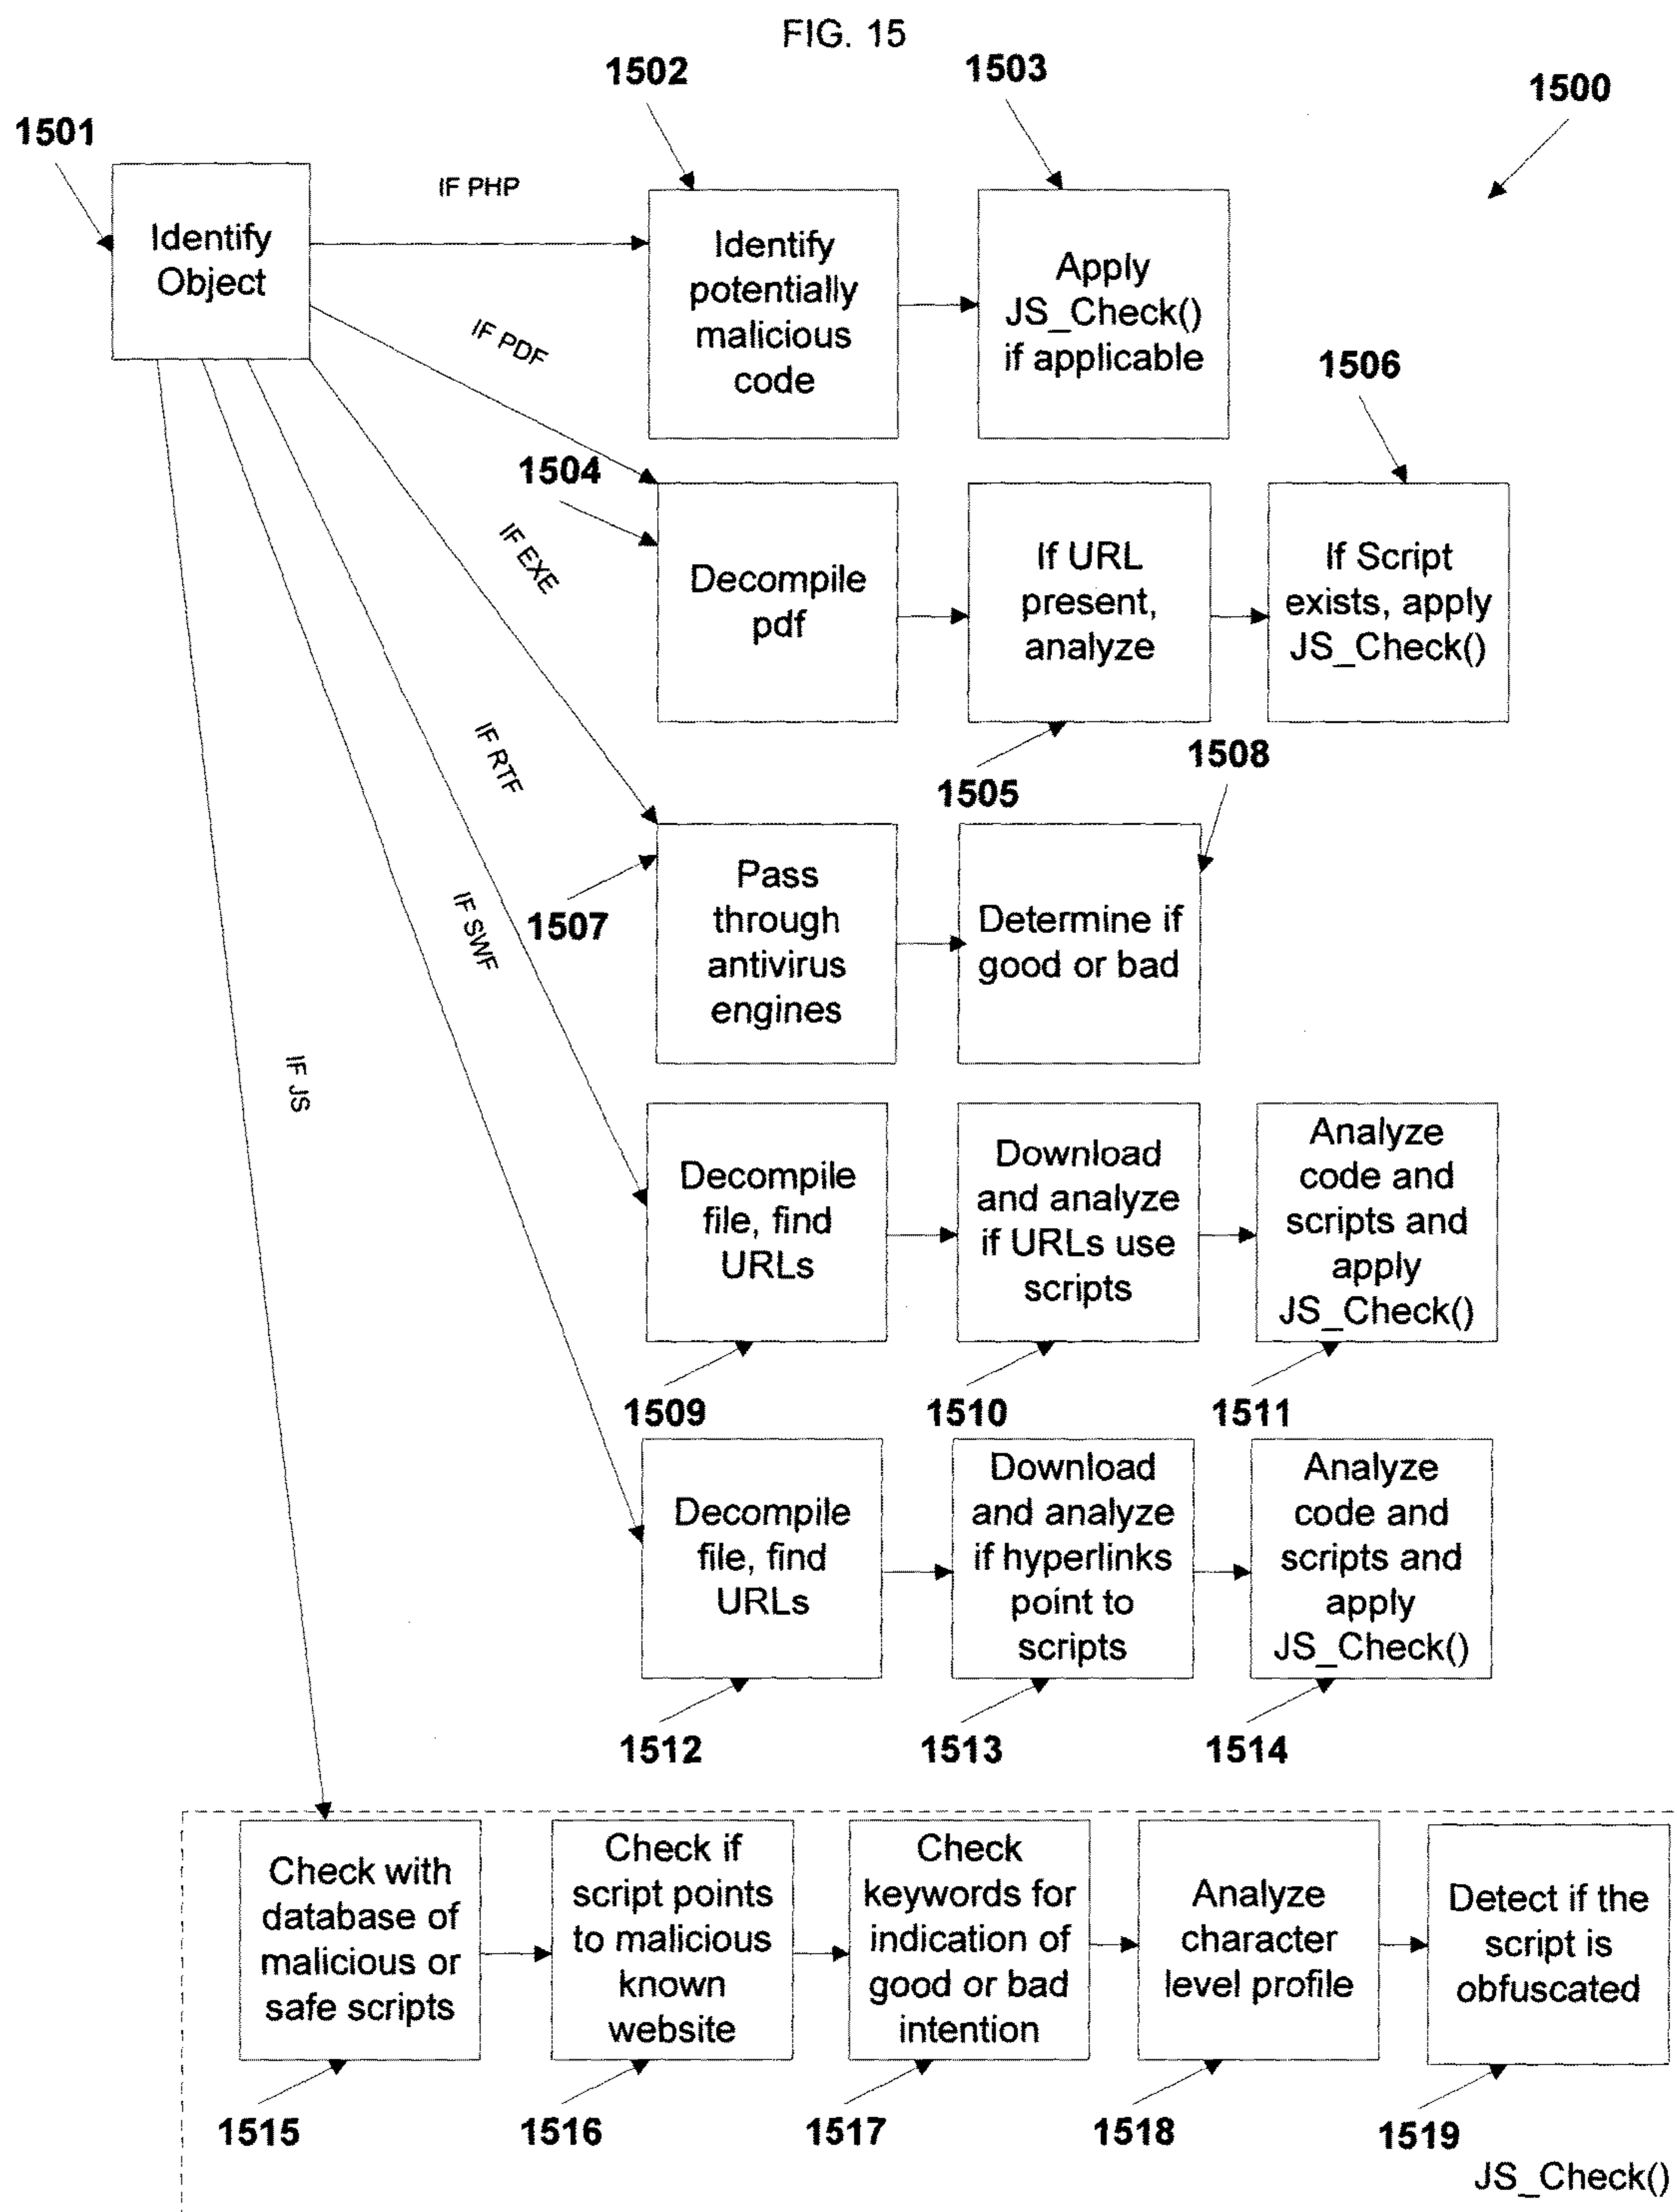 FIG. 15
1502
1503
1500
1501
IF PHP
Identify
Object
Identify
potentially
malicious
code
Apply
JS_Check()
if applicable
IF PDF
1506
1504
IF EXE
Decompile
pdf
If URL
present,
analyze
If Script
exists, apply
JS_Check()
IF RTF
1505
1508
IF SWF
1507
Pass
through
antivirus
engines
Determine if
good or bad
IF JS
Decompile
file, find
URLs
Download
and analyze
if URLs use
scripts
Analyze
code and
scripts and
apply
JS_Check()
1509
1510
1511
Decompile
file, find
URLs
Download
and analyze
if hyperlinks
point to
scripts
Analyze
code and
scripts and
apply
JS_Check()
1512
1513
1514
Check with
database of
malicious or
safe scripts
Check if
script points
to malicious
known
website
Check
keywords for
indication of
good or bad
intention
Analyze
character
level profile
Detect if the
script is
obfuscated
1515
1516
1517
1518
1519
JS_Check()